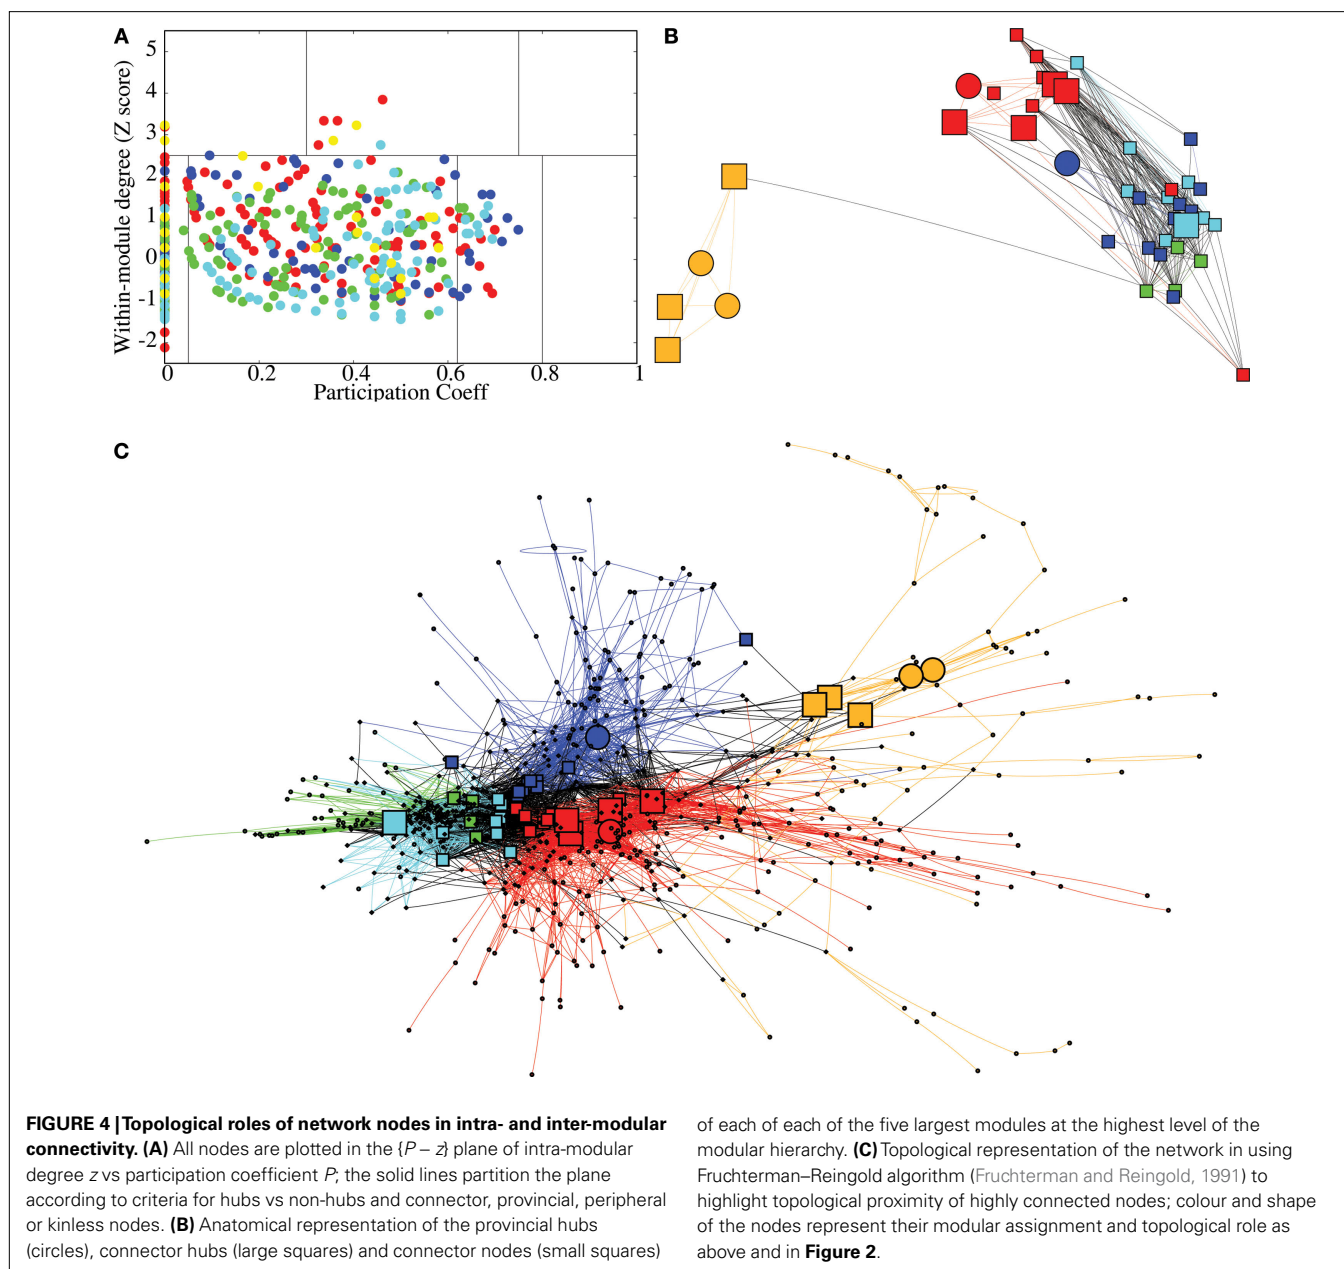 A
B
5
4
3
2
1
0
-1
-2
Within-module degree (Z score)
0
0.2
0.4
0.6
0.8
1
Participation Coeff
C
FIGURE 4 | Topological roles of network nodes in intra- and inter-modular
connectivity. (A) All nodes are plotted in the {P – z} plane of intra-modular
degree z vs participation coefficient P; the solid lines partition the plane
according to criteria for hubs vs non-hubs and connector, provincial, peripheral
or kinless nodes. (B) Anatomical representation of the provincial hubs
(circles), connector hubs (large squares) and connector nodes (small squares)
of each of each of the five largest modules at the highest level of the
modular hierarchy. (C) Topological representation of the network in using
Fruchterman–Reingold algorithm (Fruchterman and Reingold, 1991) to
highlight topological proximity of highly connected nodes; colour and shape
of the nodes represent their modular assignment and topological role as
above and in Figure 2.